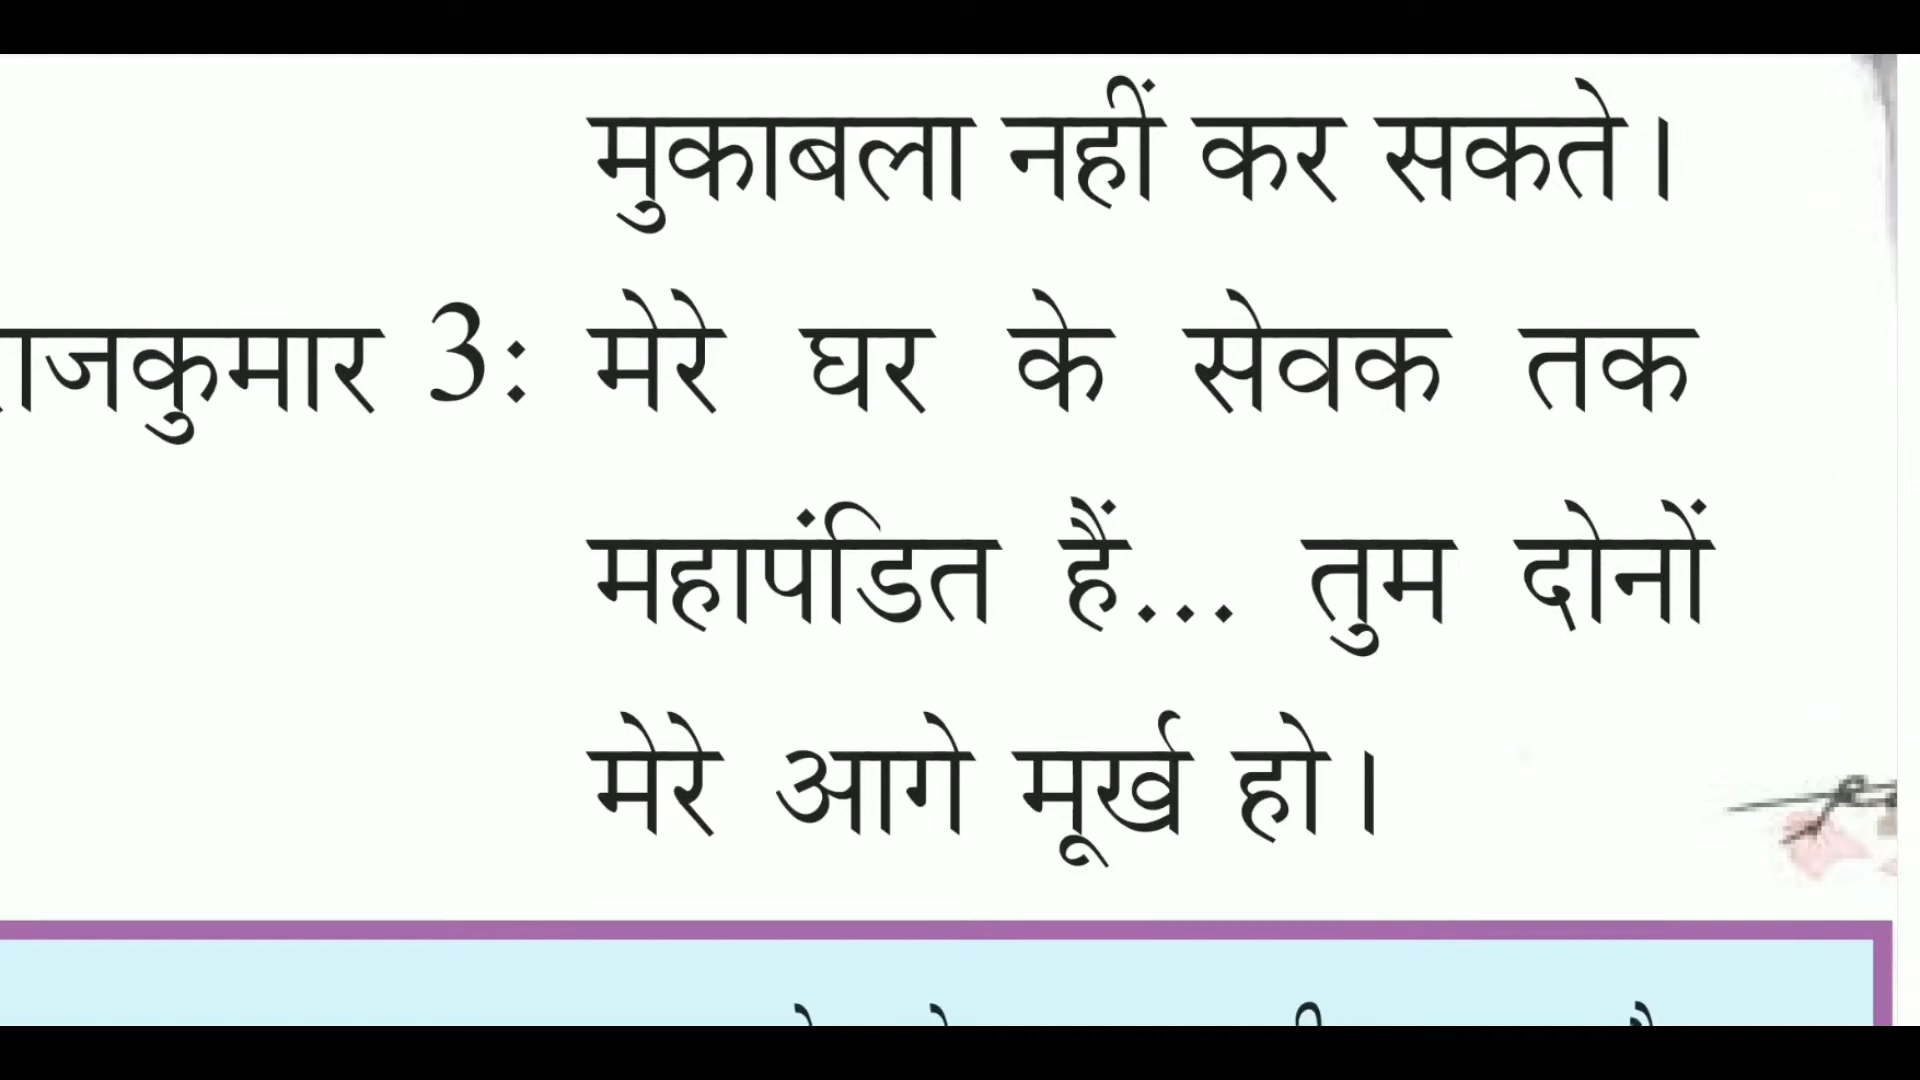 मुकाबला नहीं कर सकते।
राजकुमार 3: मेरे घर के सेवक तक
महापंडित हैं... तुम दोनों
मेरे आगे मूर्ख हो।